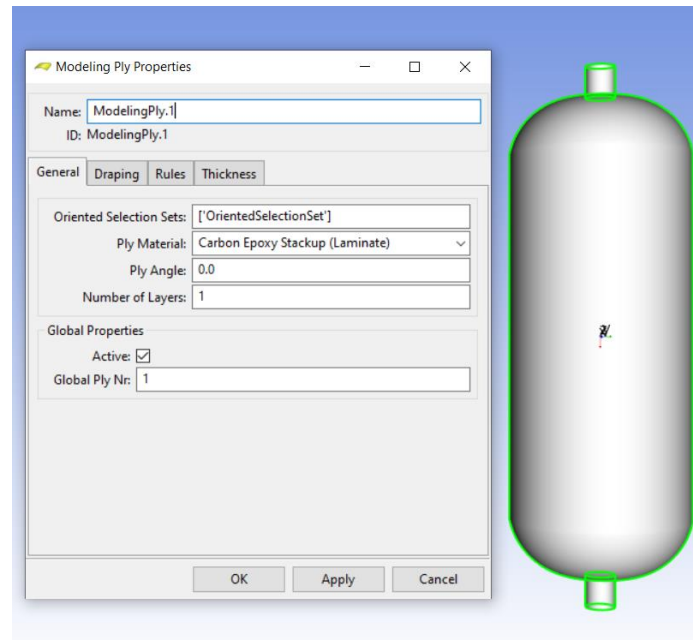 Modeling Ply Properties
Name: ModelingPly.1
ID: ModelingPly.1
General Draping Rules Thickness
Oriented Selection Sets: ['OrientedSelectionSet']
Ply Material: Carbon Epoxy Stackup (Laminate)
Ply Angle: 0.0
Number of Layers: 1
Global Properties
Active:
Global Ply Nr: 1
OK Apply Cancel